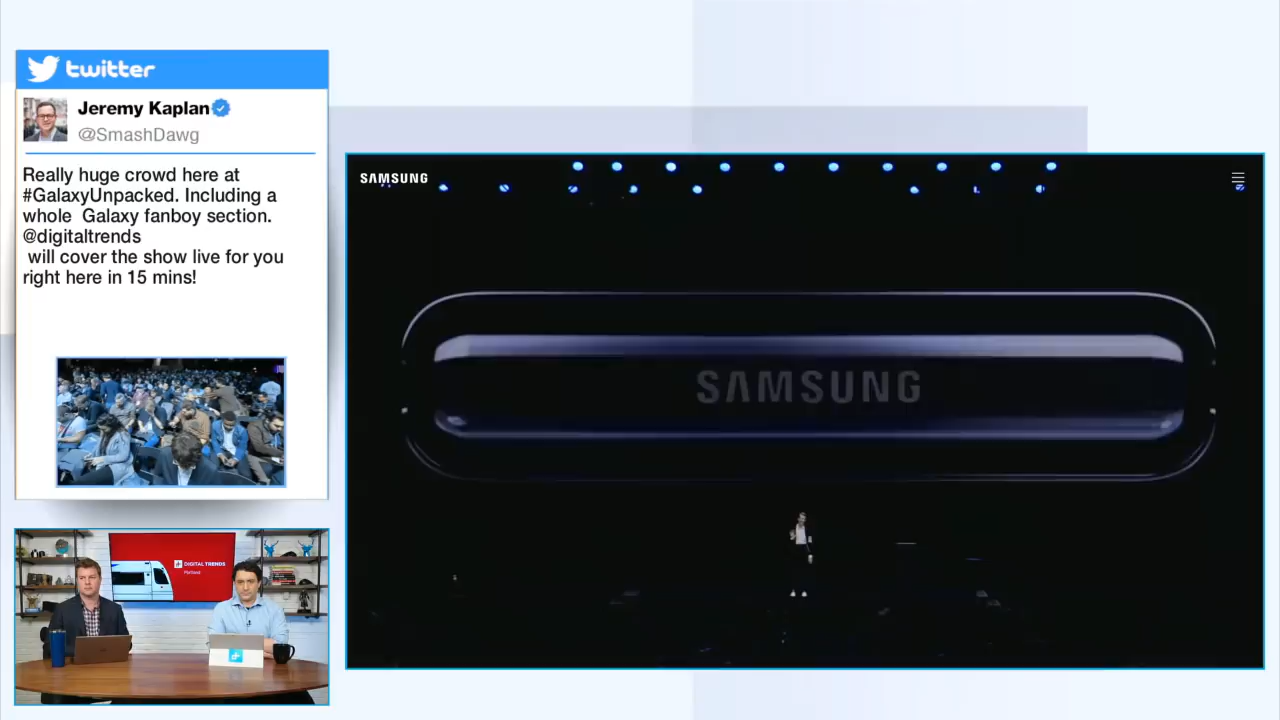 twitter
Jeremy Kaplan
@SmashDawg
Really huge crowd here at
#GalaxyUnpacked. Including a
whole Galaxy fanboy section.
@digitaltrends
will cover the show live for you
right here in 15 mins!
SAMSUNG
SAMSUNG
DIGITAL TRENDS
Portland